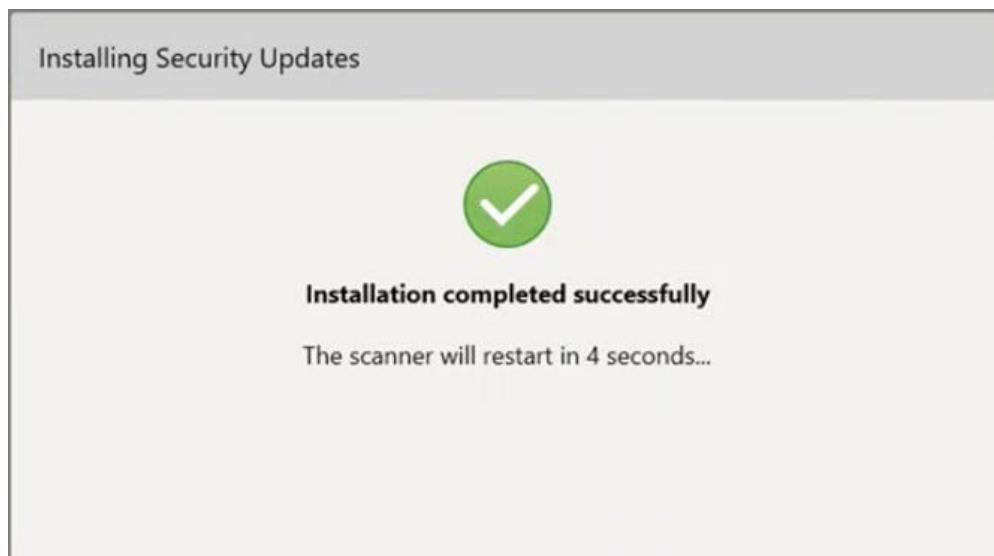 Installing Security Updates
Installation completed successfully
The scanner will restart in 4 seconds...